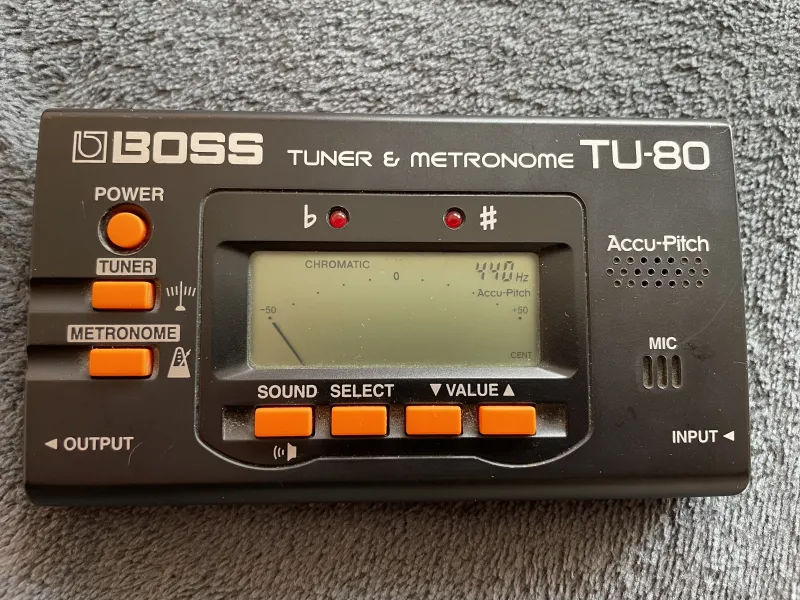 BOSS TUNER & METRONOME TU-80
POWER
♭ ♯
Accu-Pitch
TUNER
CHROMATIC 0 440 Hz
Accu-Pitch
-50 +50
METRONOME
MIC
CENT
SOUND SELECT ▼VALUE▲
◄ OUTPUT
INPUT ◄